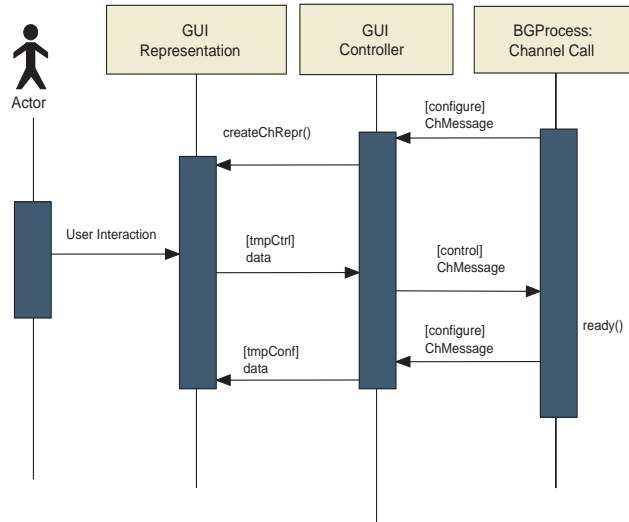 GUI
Representation
GUI
Controller
BGProcess:
Channel Call
Actor
[configure]
ChMessage
createChRepr()
User Interaction
[tmpCtrl]
data
[control]
ChMessage
ready()
[configure]
ChMessage
[tmpConf]
data